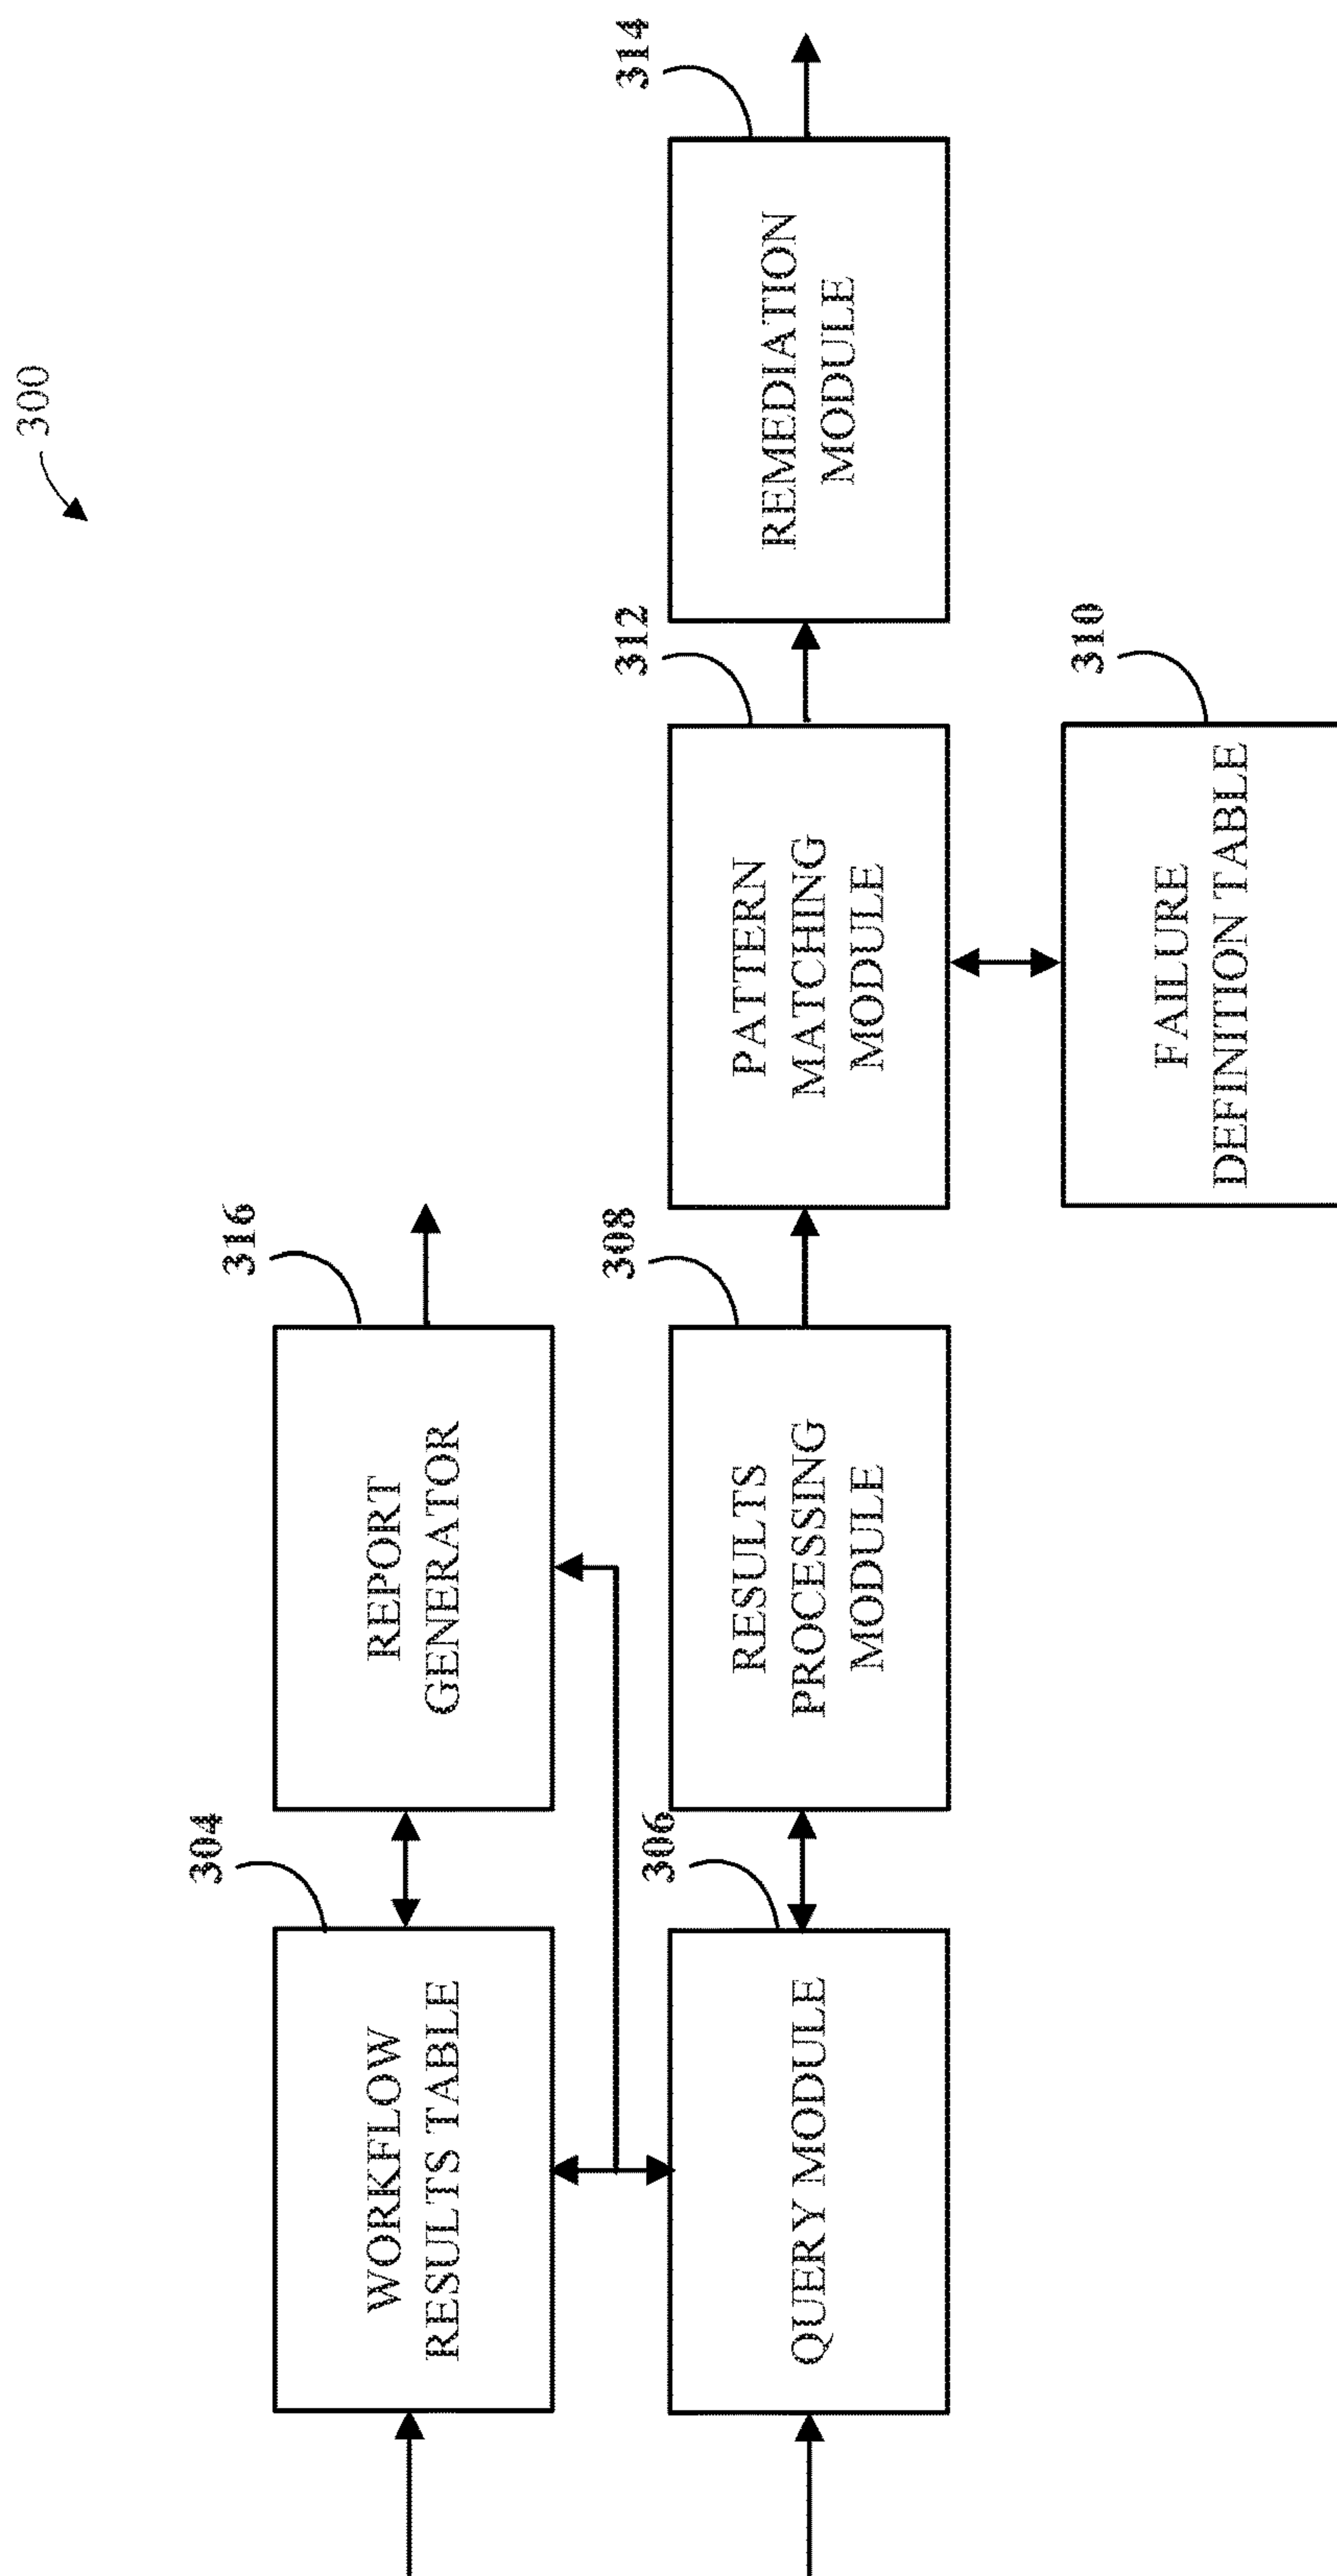 300
304
WORKFLOW
RESULTS TABLE
316
REPORT
GENERATOR
306
QUERY MODULE
308
RESULTS
PROCESSING
MODULE
312
PATTERN
MATCHING
MODULE
314
REMEDIATION
MODULE
310
FAILURE
DEFINITION TABLE